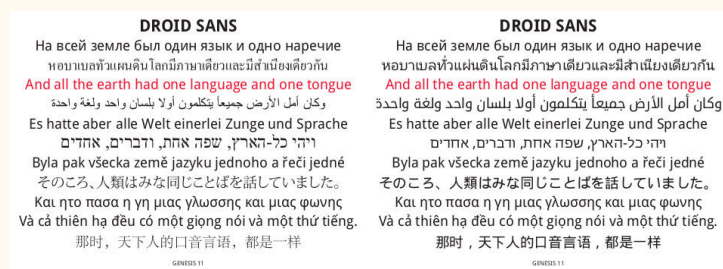 DROID SANS
На всей земле был один язык и одно наречие
หอบาเบลทั่วแผ่นดินโลกมีภาษาเดียวและมีสำเนียงเดียวกัน
And all the earth had one language and one tongue
وكان أمل الأرض جميعاً يتكلمون أولا بلسان واحد ولغة واحدة
Es hatte aber alle Welt einerlei Zunge und Sprache
ויהי כל-הארץ, שפה אחת, ודברים, אחדים
Byla pak všecka země jazyku jednoho a řeči jedné
そのころ、人類はみな同じことばを話していました。
Και ητο πασα η γη μιας γλωσσης και μιας φωνης
Và cả thiên hạ đều có một giọng nói và một thứ tiếng.
那时，天下人的口音言语，都是一样
GENESIS 11
DROID SANS
На всей земле был один язык и одно наречие
หอบาเบลทั่วแผ่นดินโลกมีภาษาเดียวและมีสำเนียงเดียวกัน
And all the earth had one language and one tongue
وكان أمل الأرض جميعاً يتكلمون أولا بلسان واحد ولغة واحدة
Es hatte aber alle Welt einerlei Zunge und Sprache
ויהי כל-הארץ, שפה אחת, ודברים, אחדים
Byla pak všecka země jazyku jednoho a řeči jedné
そのころ、人類はみな同じことばを話していました。
Και ητο πασα η γη μιας γλωσσης και μιας φωνης
Và cả thiên hạ đều có một giọng nói và một thứ tiếng.
那时，天下人的口音言语，都是一样
GENESIS 11